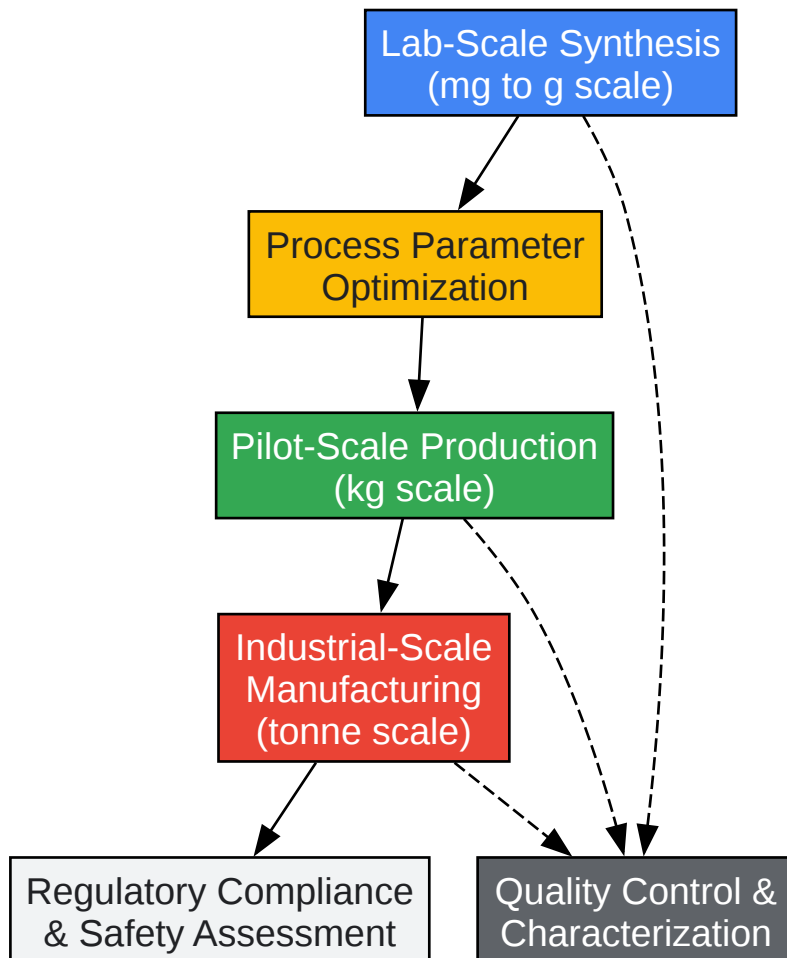 Lab-Scale Synthesis
(mg to g scale)
Process Parameter
Optimization
Pilot-Scale Production
(kg scale)
Industrial-Scale
Manufacturing
(tonne scale)
Regulatory Compliance
& Safety Assessment
Quality Control &
Characterization